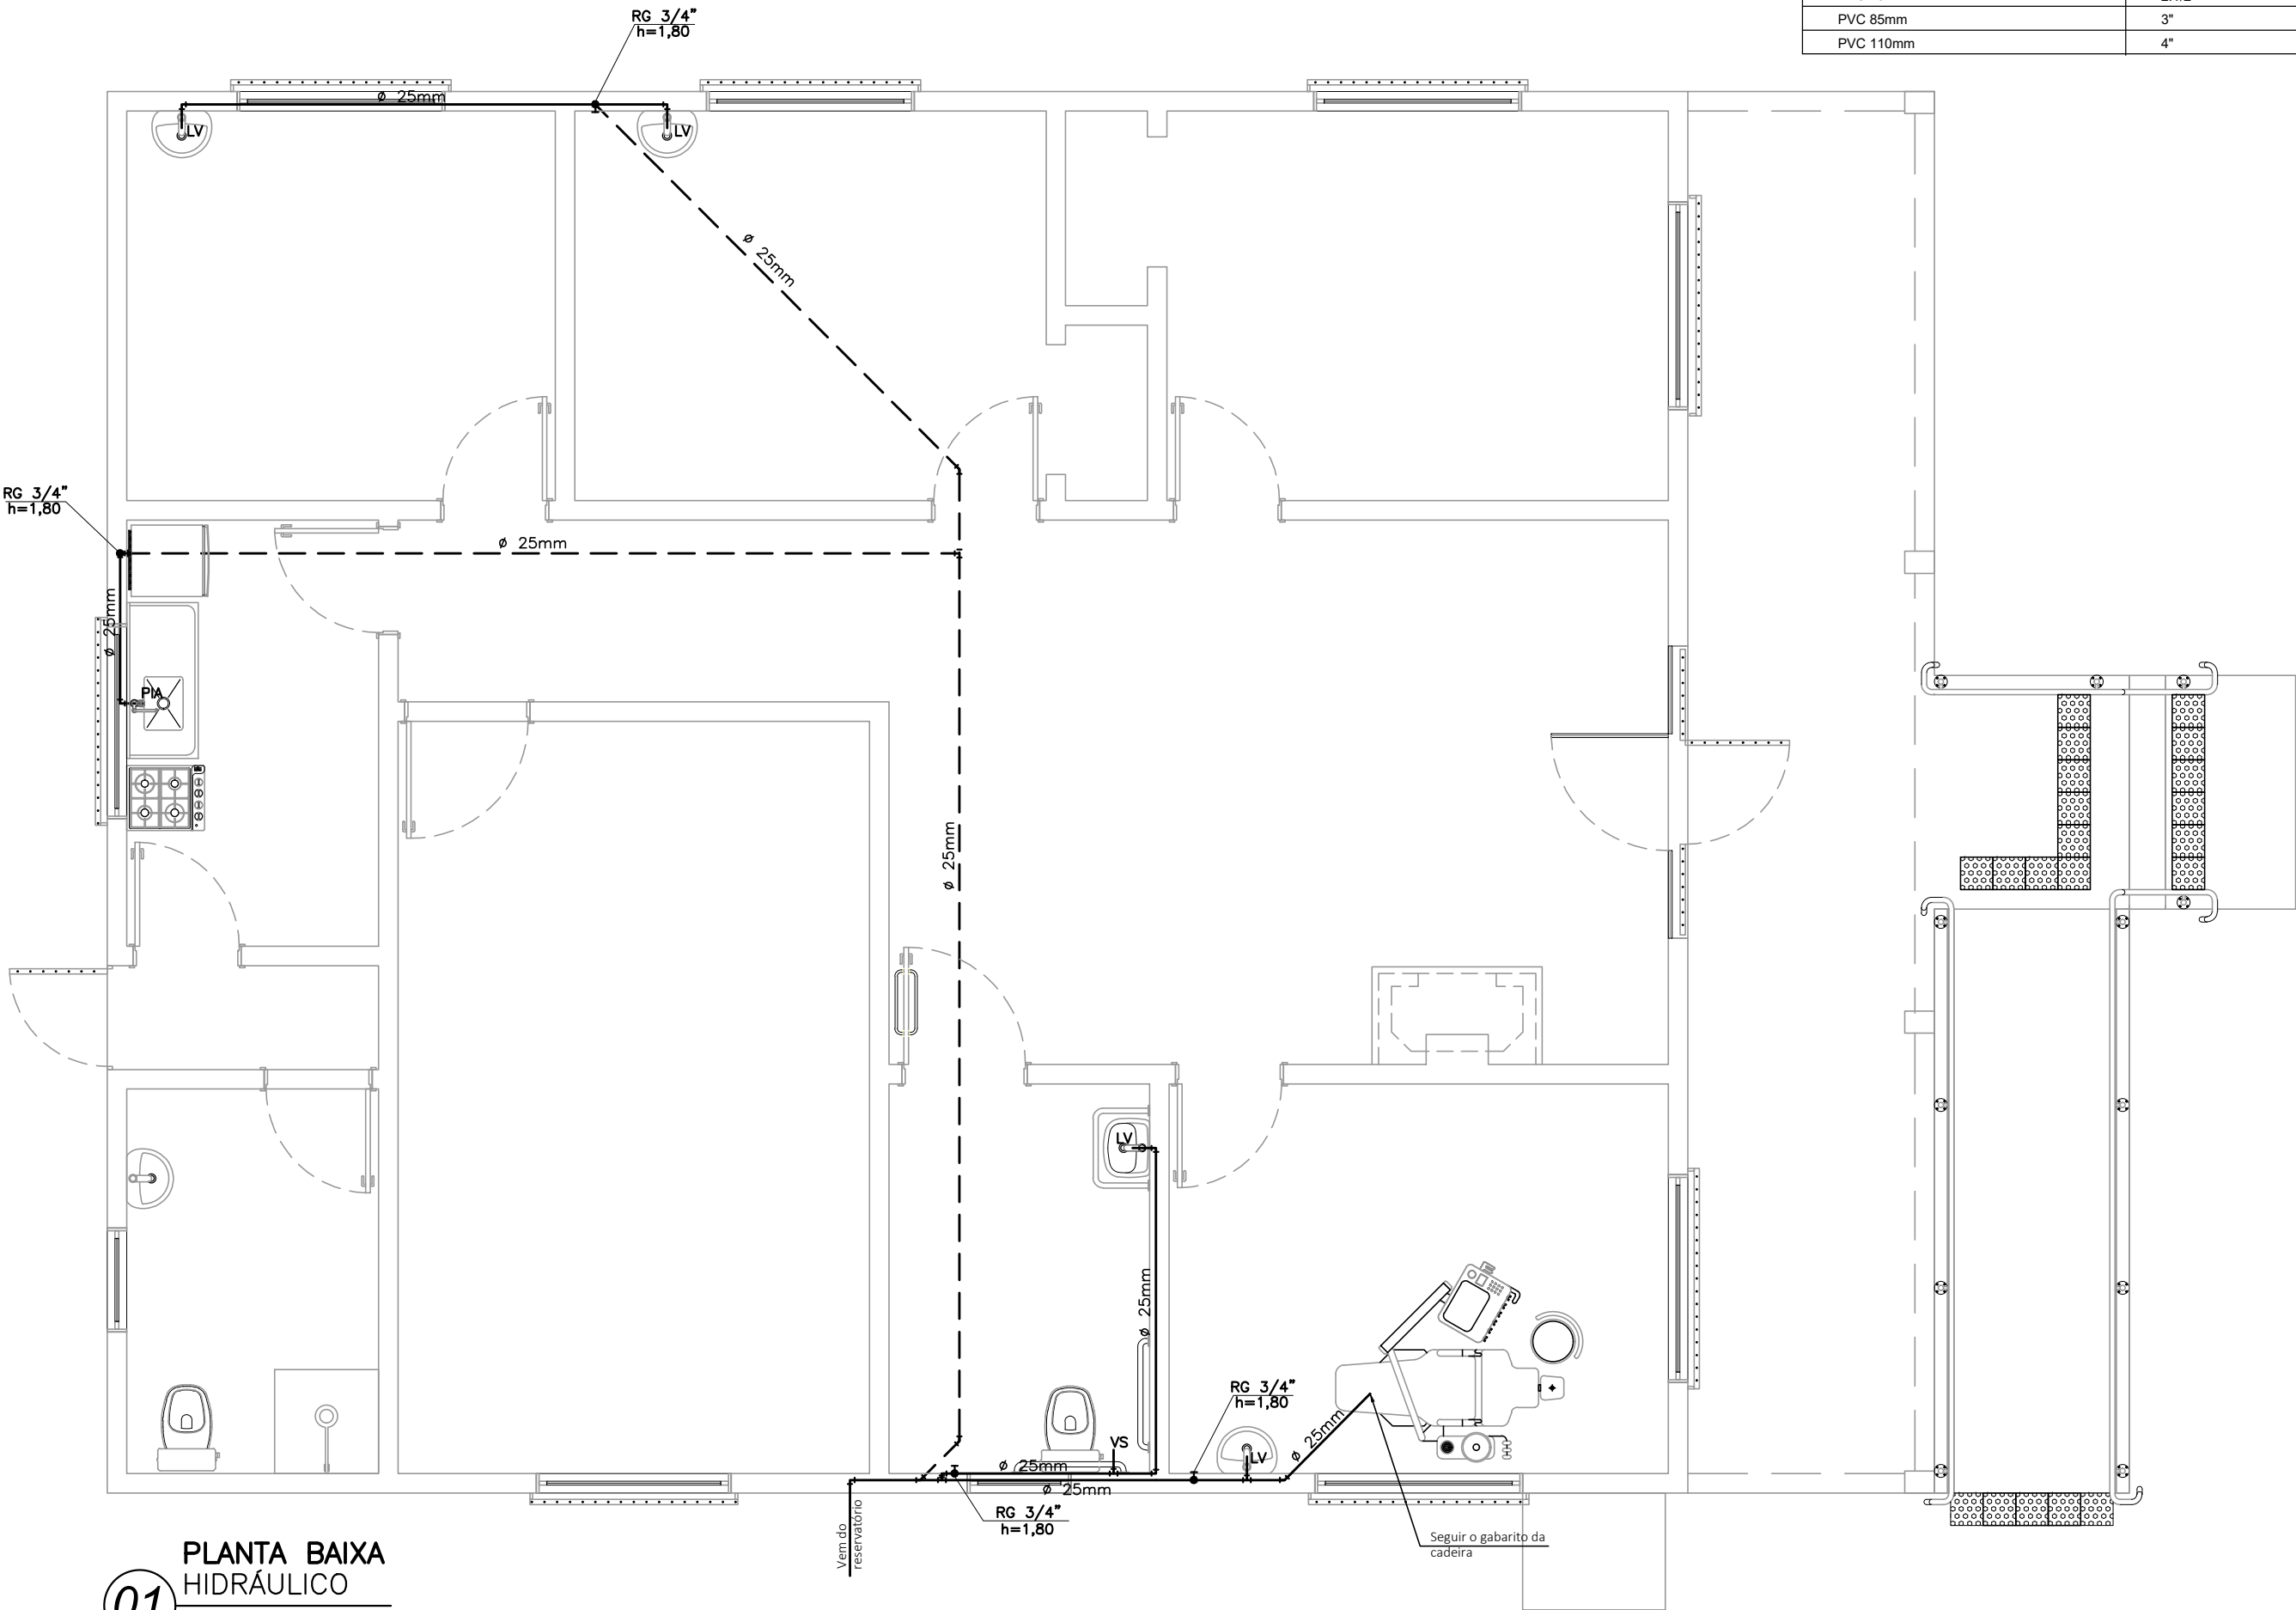 PVC 85mm 3"
PVC 110mm 4"
RG 3/4"
h=1,80
ø 25mm
LV
LV
ø 25mm
RG 3/4"
h=1,80
ø 25mm
ø 25mm
PIA
ø 25mm
LV
ø 25mm
RG 3/4"
h=1,80
ø 25mm
VS
LV
ø 25mm
ø 25mm
RG 3/4"
h=1,80
Vem do
reservatório
Seguir o gabarito da
cadeira
PLANTA BAIXA
HIDRÁULICO
01